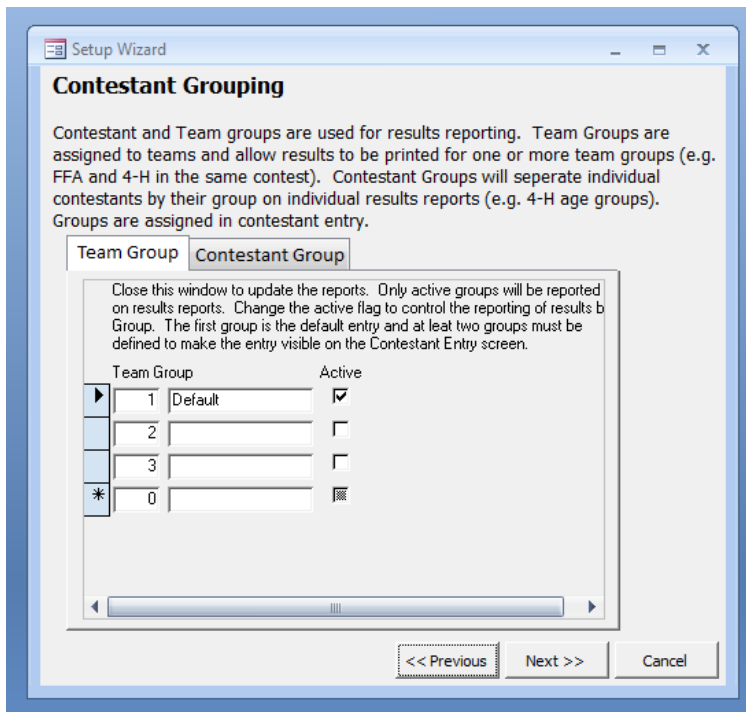 Setup Wizard
Contestant Grouping
Contestant and Team groups are used for results reporting. Team Groups are
assigned to teams and allow results to be printed for one or more team groups (e.g.
FFA and 4-H in the same contest). Contestant Groups will seperate individual
contestants by their group on individual results reports (e.g. 4-H age groups).
Groups are assigned in contestant entry.
Team Group Contestant Group
Close this window to update the reports. Only active groups will be reported
on results reports. Change the active flag to control the reporting of results b
Group. The first group is the default entry and at leat two groups must be
defined to make the entry visible on the Contestant Entry screen.
Team Group Active
1 Default
2
3
0
<< Previous Next >> Cancel